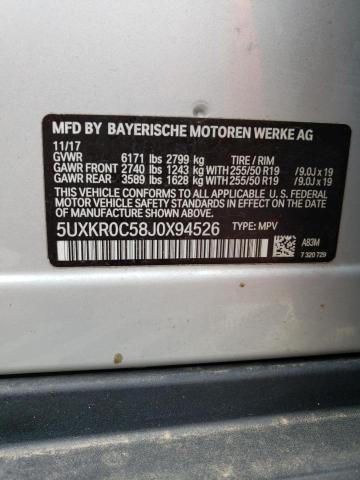 MFD BY BAYERISCHE MOTOREN WERKE AG
11/17
GVWR 6171 lbs 2799 kg TIRE / RIM
GAWR FRONT 2740 lbs 1243 kg 255/50 R19 / 9.0J x 19
GAWR REAR 3589 lbs 1628 kg 255/50 R19 / 9.0J x 19
THIS VEHICLE CONFORMS TO ALL APPLICABLE U. S. FEDERAL
MOTOR VEHICLE SAFETY STANDARDS IN EFFECT
ON THE DATE OF MANUFACTURE SHOWN ABOVE.
5UXKR0C58J0X94526 TYPE: MPV
A83M
7 320 729